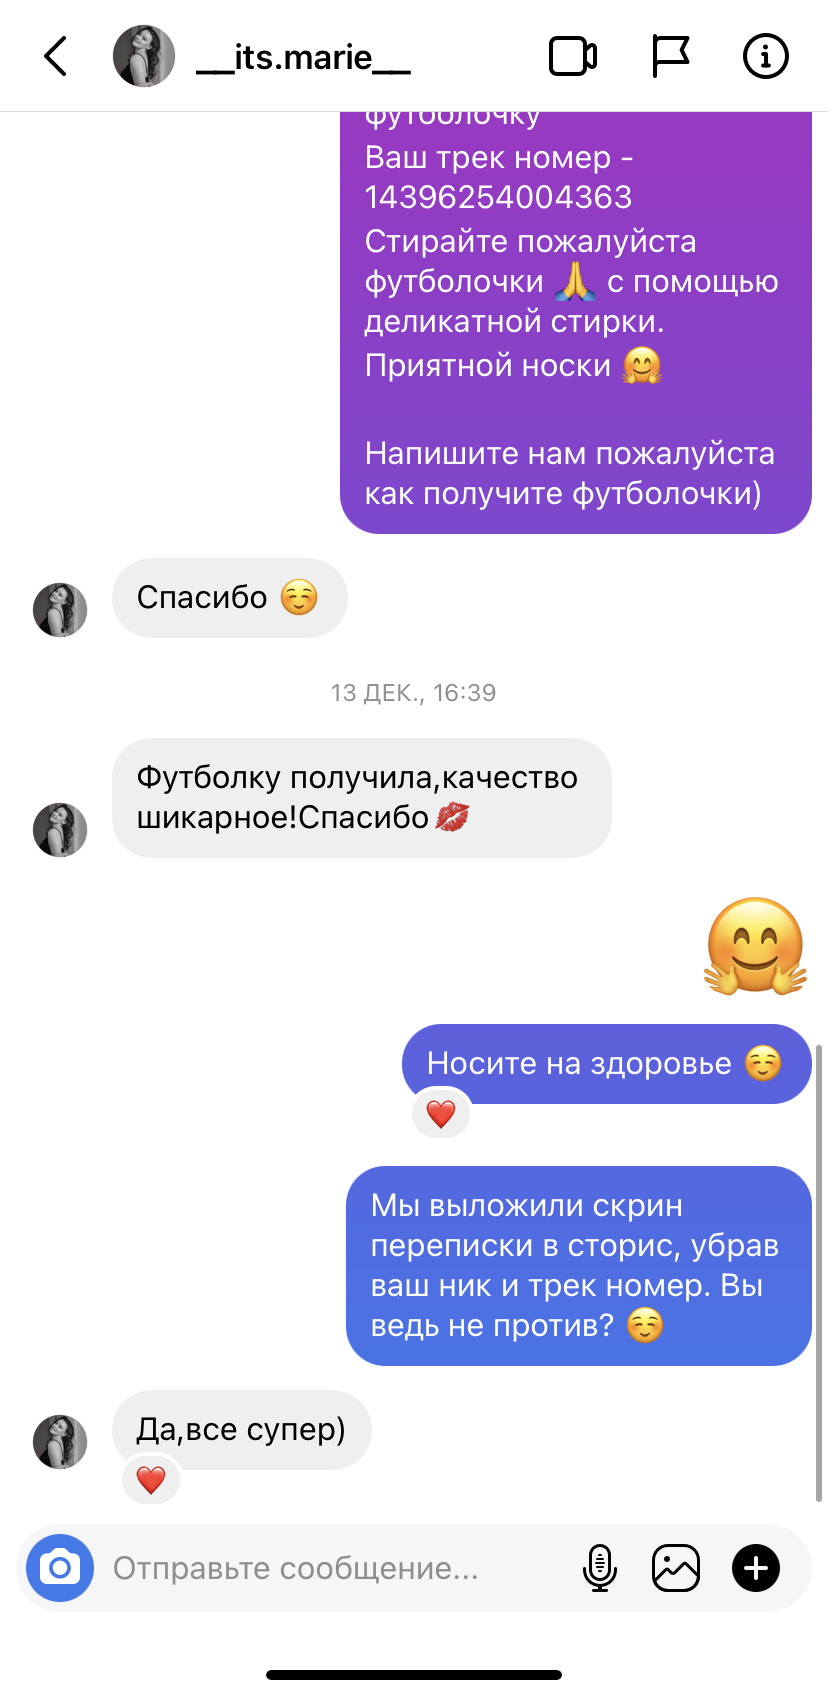 __its.marie__
футболочку
Ваш трек номер -
14396254004363
Стирайте пожалуйста
футболочки 🙏 с помощью
деликатной стирки.
Приятной носки 🤗
Напишите нам пожалуйста
как получите футболочки)
Спасибо ☺️
13 ДЕК., 16:39
Футболку получила,качество
шикарное!Спасибо💋
🤗
Носите на здоровье ☺️
❤️
Мы выложили скрин
переписки в сторис, убрав
ваш ник и трек номер. Вы
ведь не против? ☺️
Да,все супер)
❤️
Отправьте сообщение...